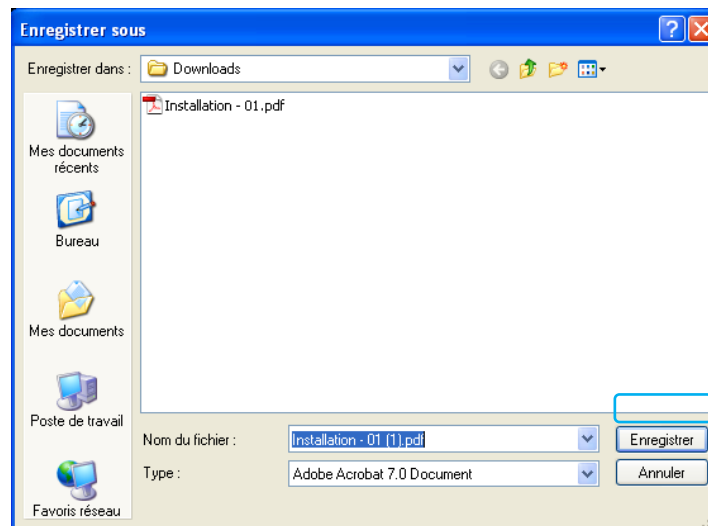 Enregistrer sous
Enregistrer dans :
Downloads
Installation - 01.pdf
Mes documents
récents
Bureau
Mes documents
Poste de travail
Favoris réseau
Nom du fichier :
Installation - 01 (1).pdf
Enregistrer
Type :
Adobe Acrobat 7.0 Document
Annuler